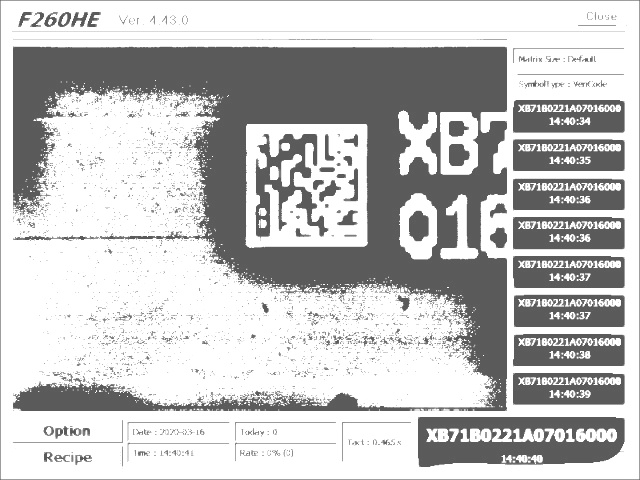 F260HE Ver. 4.43.0
Close
Matrix Size : Default
SymbolType : VeriCode
XB71B0221A07016000
14:40:34
XB71B0221A07016000
14:40:35
XB71B0221A07016000
14:40:36
XB71B0221A07016000
14:40:36
XB71B0221A07016000
14:40:37
XB71B0221A07016000
14:40:37
XB71B0221A07016000
14:40:38
XB71B0221A07016000
14:40:39
XB7
016
Option
Recipe
Date : 2020-03-16
Time : 14:40:41
Today : 0
Rate : 0% (0)
Tact : 0.465 s
XB71B0221A07016000
14:40:40